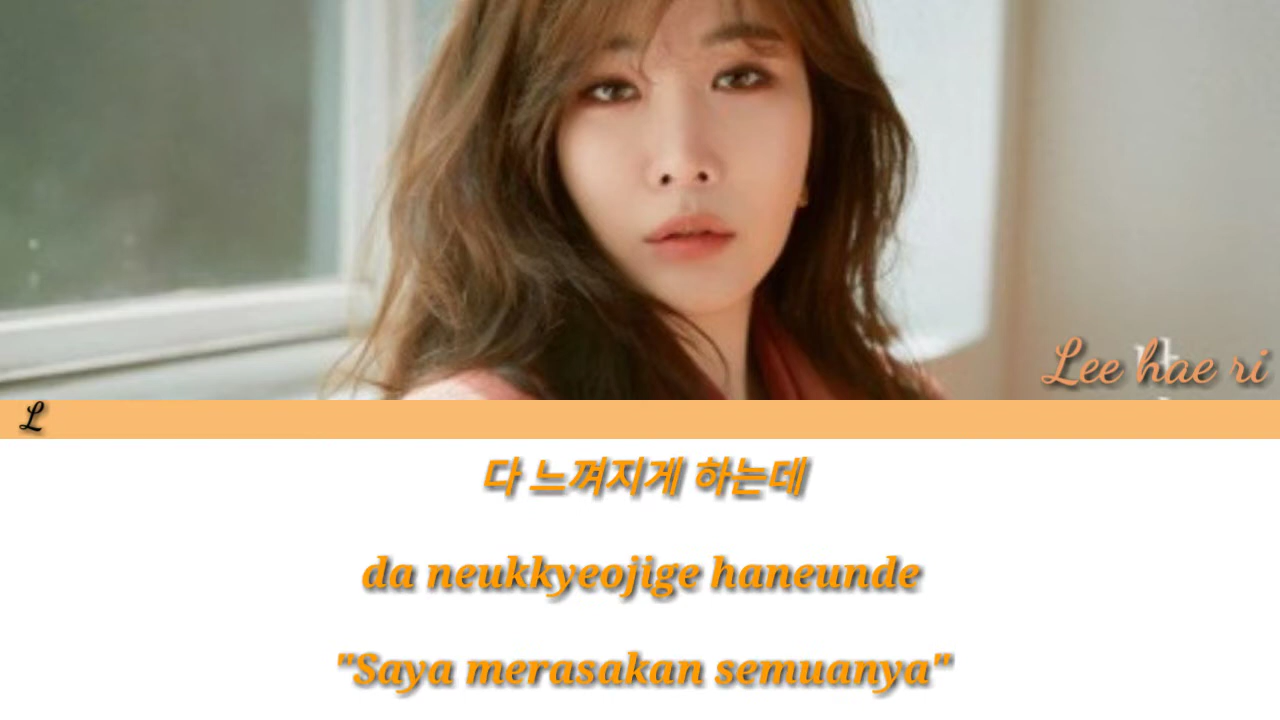 Lee hae ri
L
다 느껴지게 하는데
da neukkyeojige haneunde
"Saya merasakan semuanya"